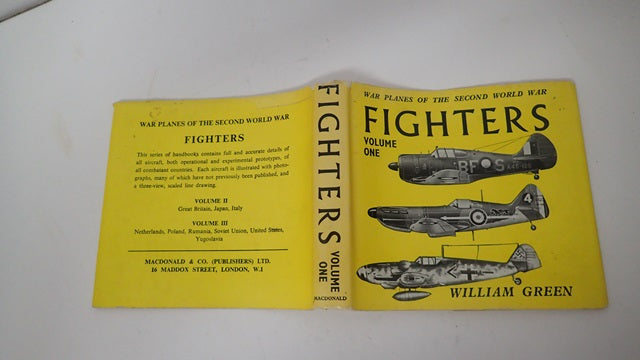 WAR PLANES OF THE SECOND WORLD WAR
FIGHTERS
This series of handbooks contains full and accurate details of
all aircraft, both operational and experimental prototypes, of
all combatant countries. Each aircraft is illustrated with photo-
graphs, many of which have not previously been published, and
a three-view, scaled line drawing.
VOLUME II
Great Britain, Japan, Italy
VOLUME III
Netherlands, Poland, Rumania, Soviet Union, United States,
Yugoslavia
MACDONALD & CO. (PUBLISHERS) LTD.
16 MADDOX STREET, LONDON, W.1
FIGHTERS
VOLUME
ONE
MACDONALD
WAR PLANES OF THE SECOND WORLD WAR
FIGHTERS
VOLUME
ONE
BF S
4
WILLIAM GREEN